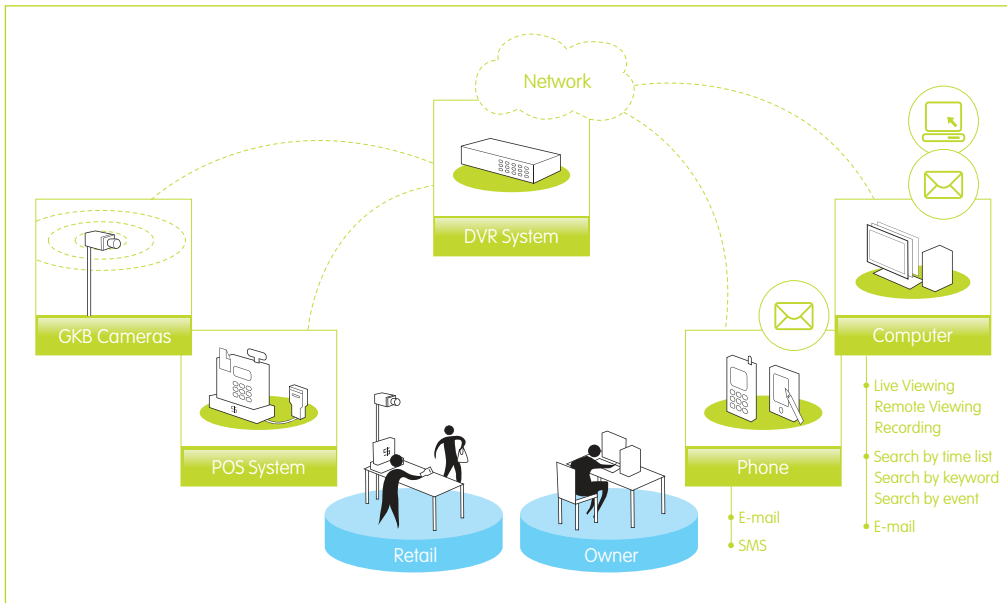 Network
DVR System
GKB Cameras
Computer
POS System
Phone
Live Viewing
Remote Viewing
Recording
Search by time list
Search by keyword
Search by event
E-mail
E-mail
SMS
Retail
Owner